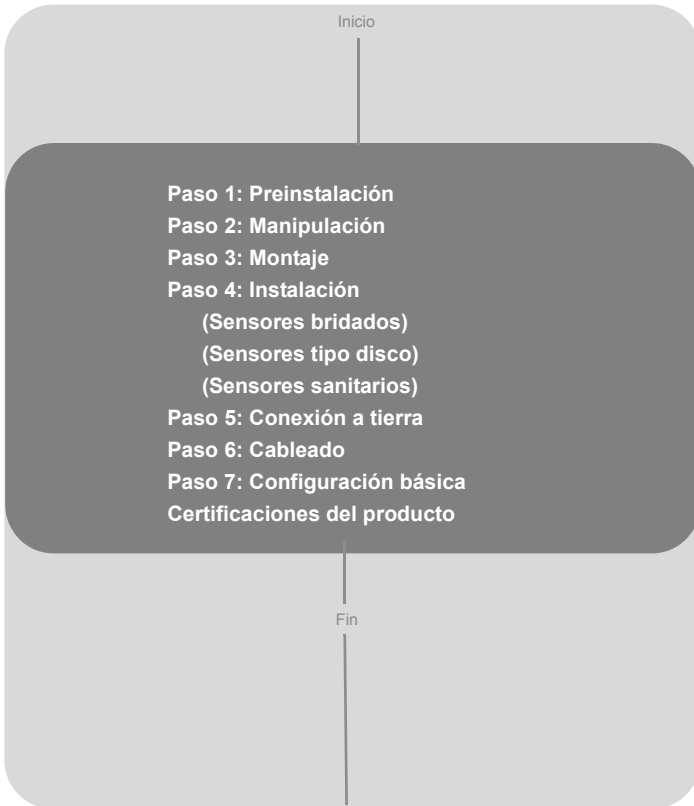 Inicio
Paso 1: Preinstalación
Paso 2: Manipulación
Paso 3: Montaje
Paso 4: Instalación
(Sensores bridados)
(Sensores tipo disco)
(Sensores sanitarios)
Paso 5: Conexión a tierra
Paso 6: Cableado
Paso 7: Configuración básica
Certificaciones del producto
Fin